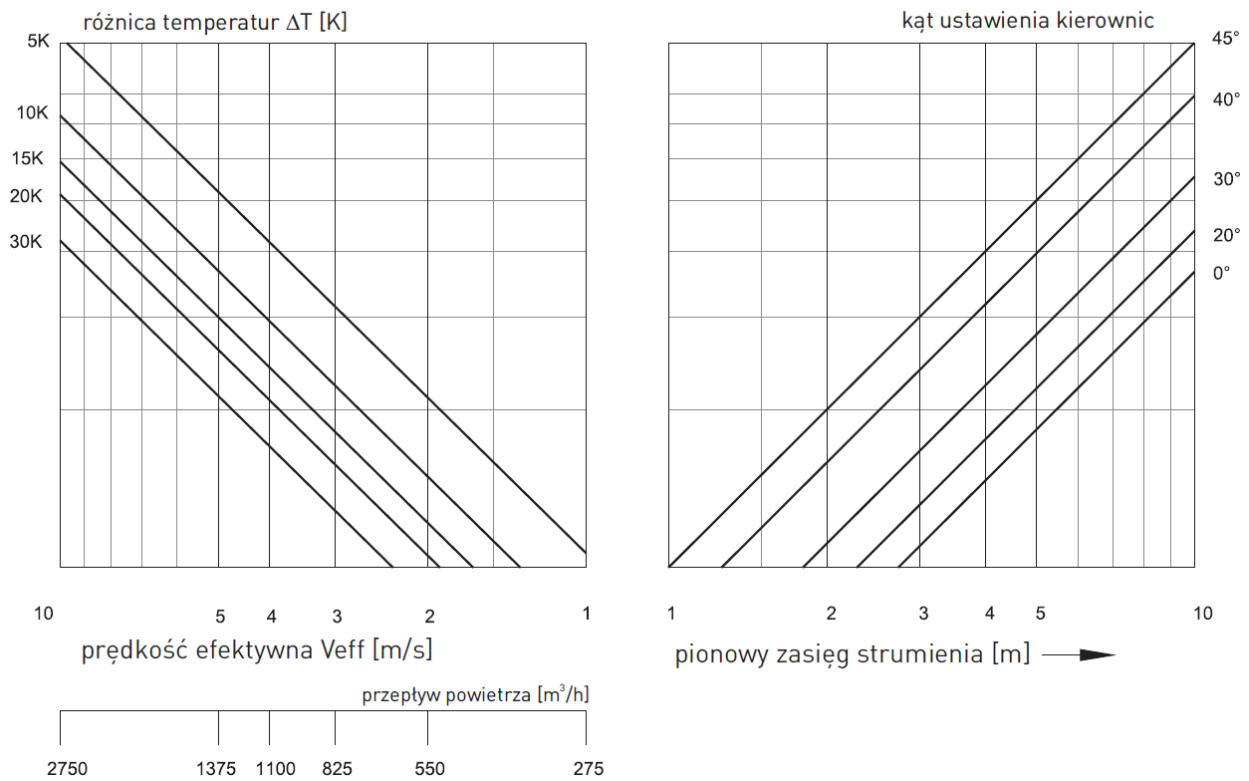 różnica temperatur ΔT [K]
5K
10K
15K
20K
30K
10 5 4 3 2 1
prędkość efektywna Veff [m/s]
przepływ powietrza [m³/h]
2750 1375 1100 825 550 275
kąt ustawienia kierownic
45°
40°
30°
20°
0°
1 2 3 4 5 10
pionowy zasięg strumienia [m]